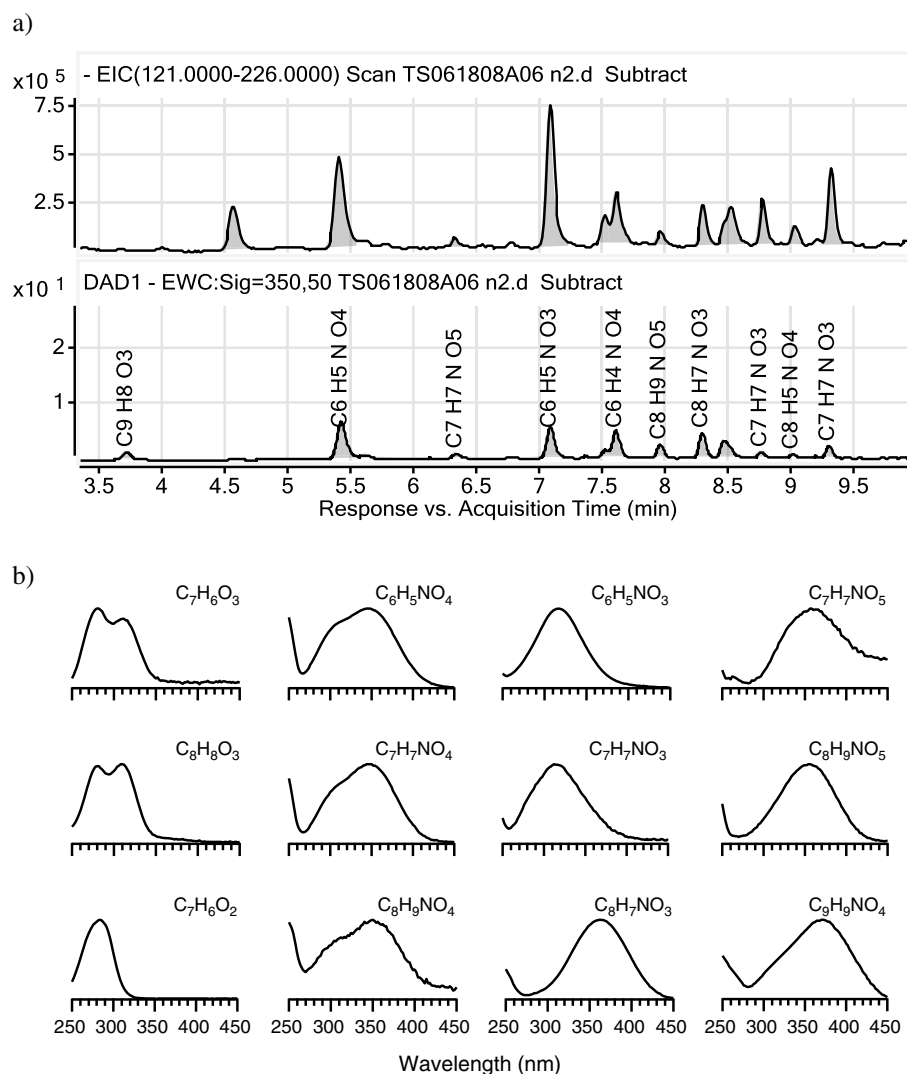 a)
x10 5
- EIC(121.0000-226.0000) Scan TS061808A06 n2.d Subtract
7.5
5
2.5
x10 1
DAD1 - EWC:Sig=350,50 TS061808A06 n2.d Subtract
2
1
C9 H8 O3
C6 H5 N O4
C7 H7 N O5
C6 H5 N O3
C6 H4 N O4
C8 H9 N O5
C8 H7 N O3
C7 H7 N O3
C8 H5 N O4
C7 H7 N O3
3.5 4 4.5 5 5.5 6 6.5 7 7.5 8 8.5 9 9.5
Response vs. Acquisition Time (min)
b)
C7H6O3 C6H5NO4 C6H5NO3 C7H7NO5
C8H8O3 C7H7NO4 C7H7NO3 C8H9NO5
C7H6O2 C8H9NO4 C8H7NO3 C9H9NO4
250 300 350 400 450 250 300 350 400 450 250 300 350 400 450 250 300 350 400 450
Wavelength (nm)